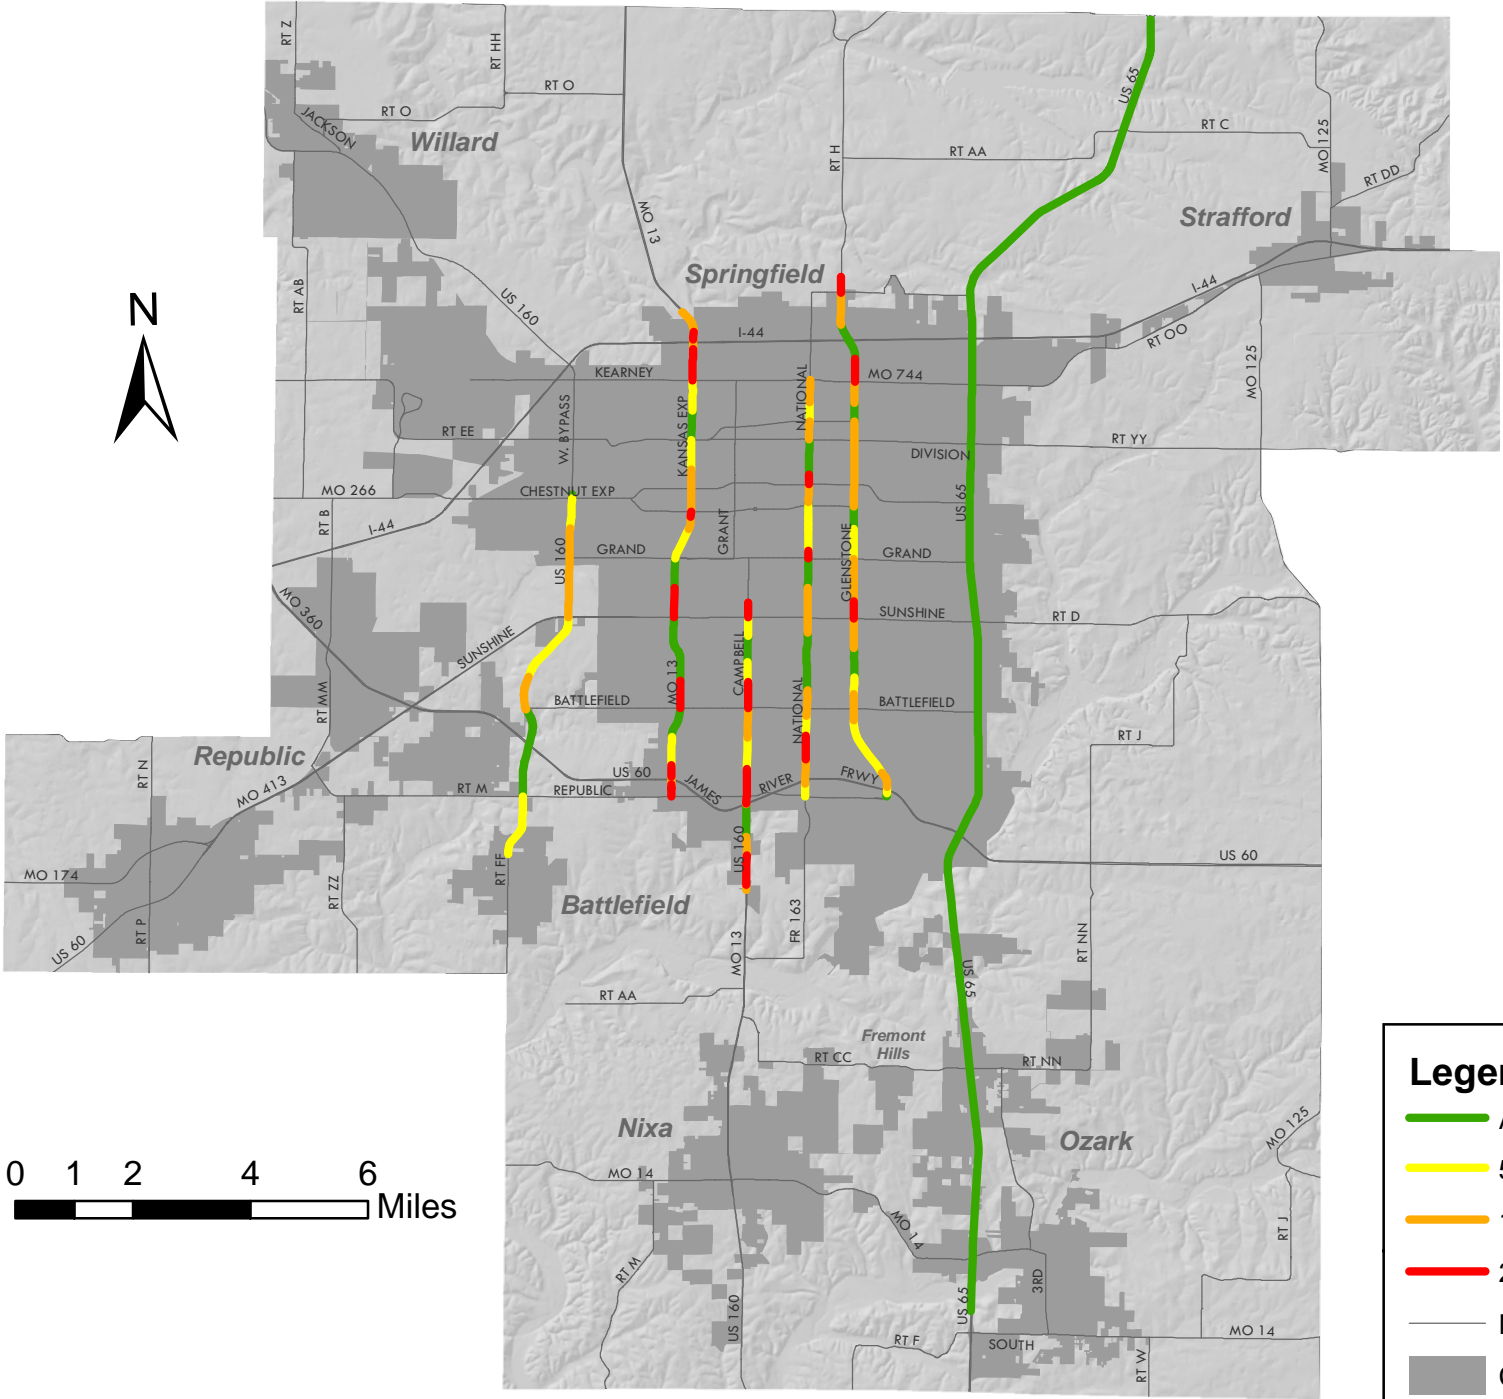 RT Z
RT HH
RT O
RT O
JACKSON
Willard
MO 13
RT H
RT AA
US 65
RT C
MO 125
RT DD
Strafford
Springfield
RT AB
US 160
I-44
I-44
RT OO
MO 125
N
KEARNEY
MO 744
NATIONAL
W. BYPASS
KANSAS EXP
RT EE
DIVISION
RT YY
MO 266
CHESTNUT EXP
US 65
RT B
I-44
GRANT
GRAND
GRAND
US 160
GLENSTONE
MO 360
SUNSHINE
SUNSHINE
RT D
CAMPBELL
MO 13
RT MM
BATTLEFIELD
NATIONAL
BATTLEFIELD
RT J
Republic
RT N
MO 413
RT M
US 60
REPUBLIC
JAMES
RIVER
FRWY
US 160
US 60
MO 174
RT ZZ
RT FF
Battlefield
RT P
US 60
FR 163
MO 13
RT NN
US 65
RT AA
Fremont
Hills
RT CC
RT NN
Nixa
Ozark
MO 125
MO 14
0 1 2 4 6
Miles
MO 14
RT J
RT M
3RD
US 160
US 65
RT F
SOUTH
MO 14
RT W
Legen